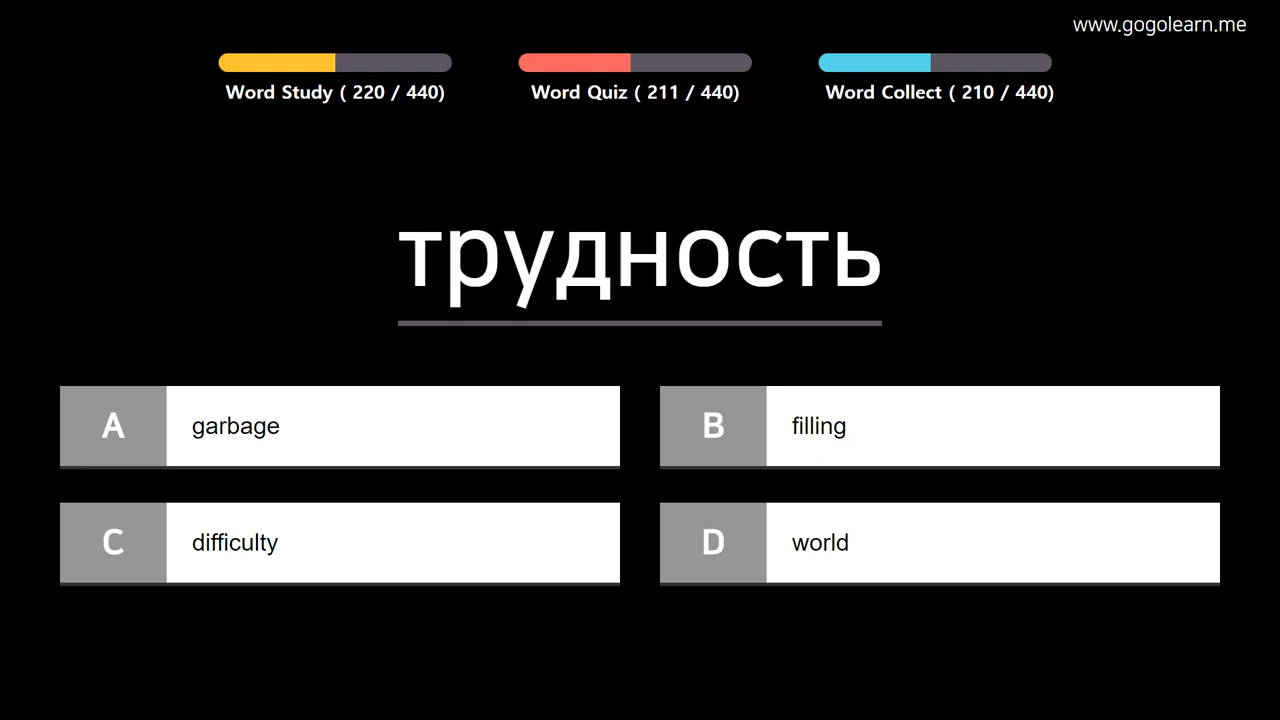 www.gogolearn.me
Word Study ( 220 / 440)
Word Quiz ( 211 / 440)
Word Collect ( 210 / 440)
трудность
A garbage
B filling
C difficulty
D world